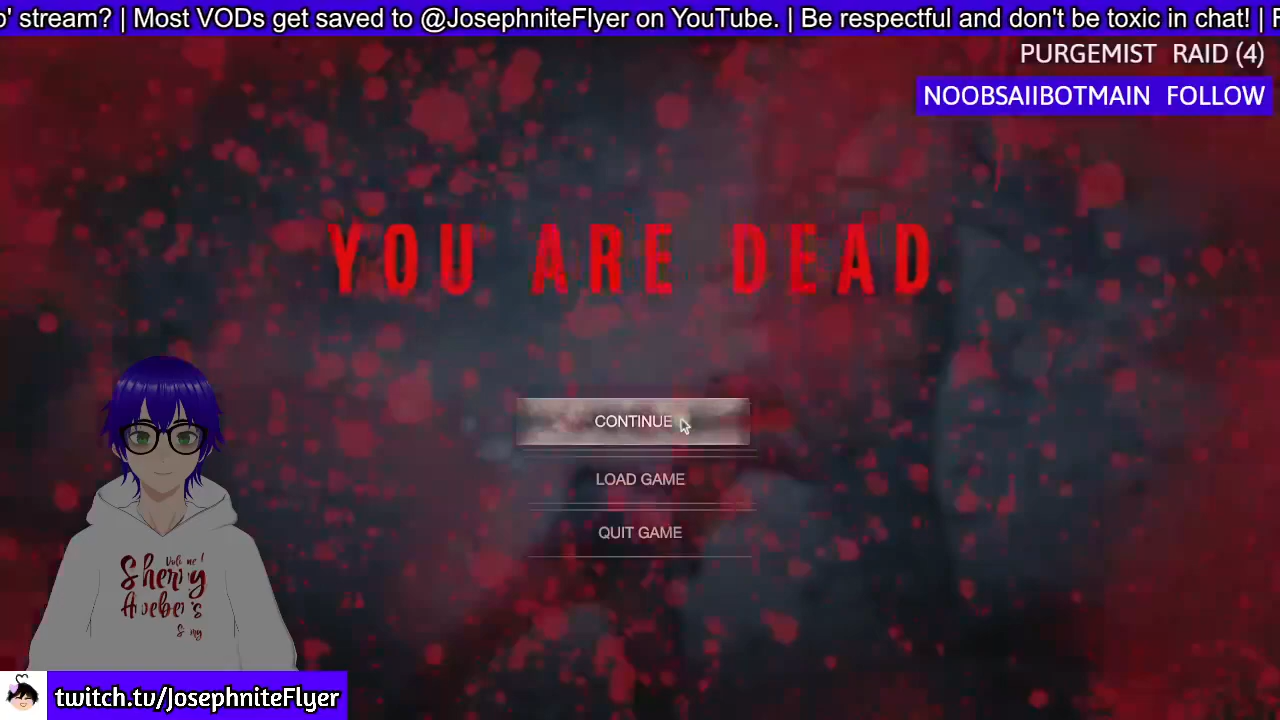 ' stream? | Most VODs get saved to @JosephniteFlyer on YouTube. | Be respectful and don't be toxic in chat! |
PURGEMIST RAID (4)
NOOBSAIIBOTMAIN FOLLOW
YOU ARE DEAD
CONTINUE
LOAD GAME
QUIT GAME
Sherry
twitch.tv/JosephniteFlyer